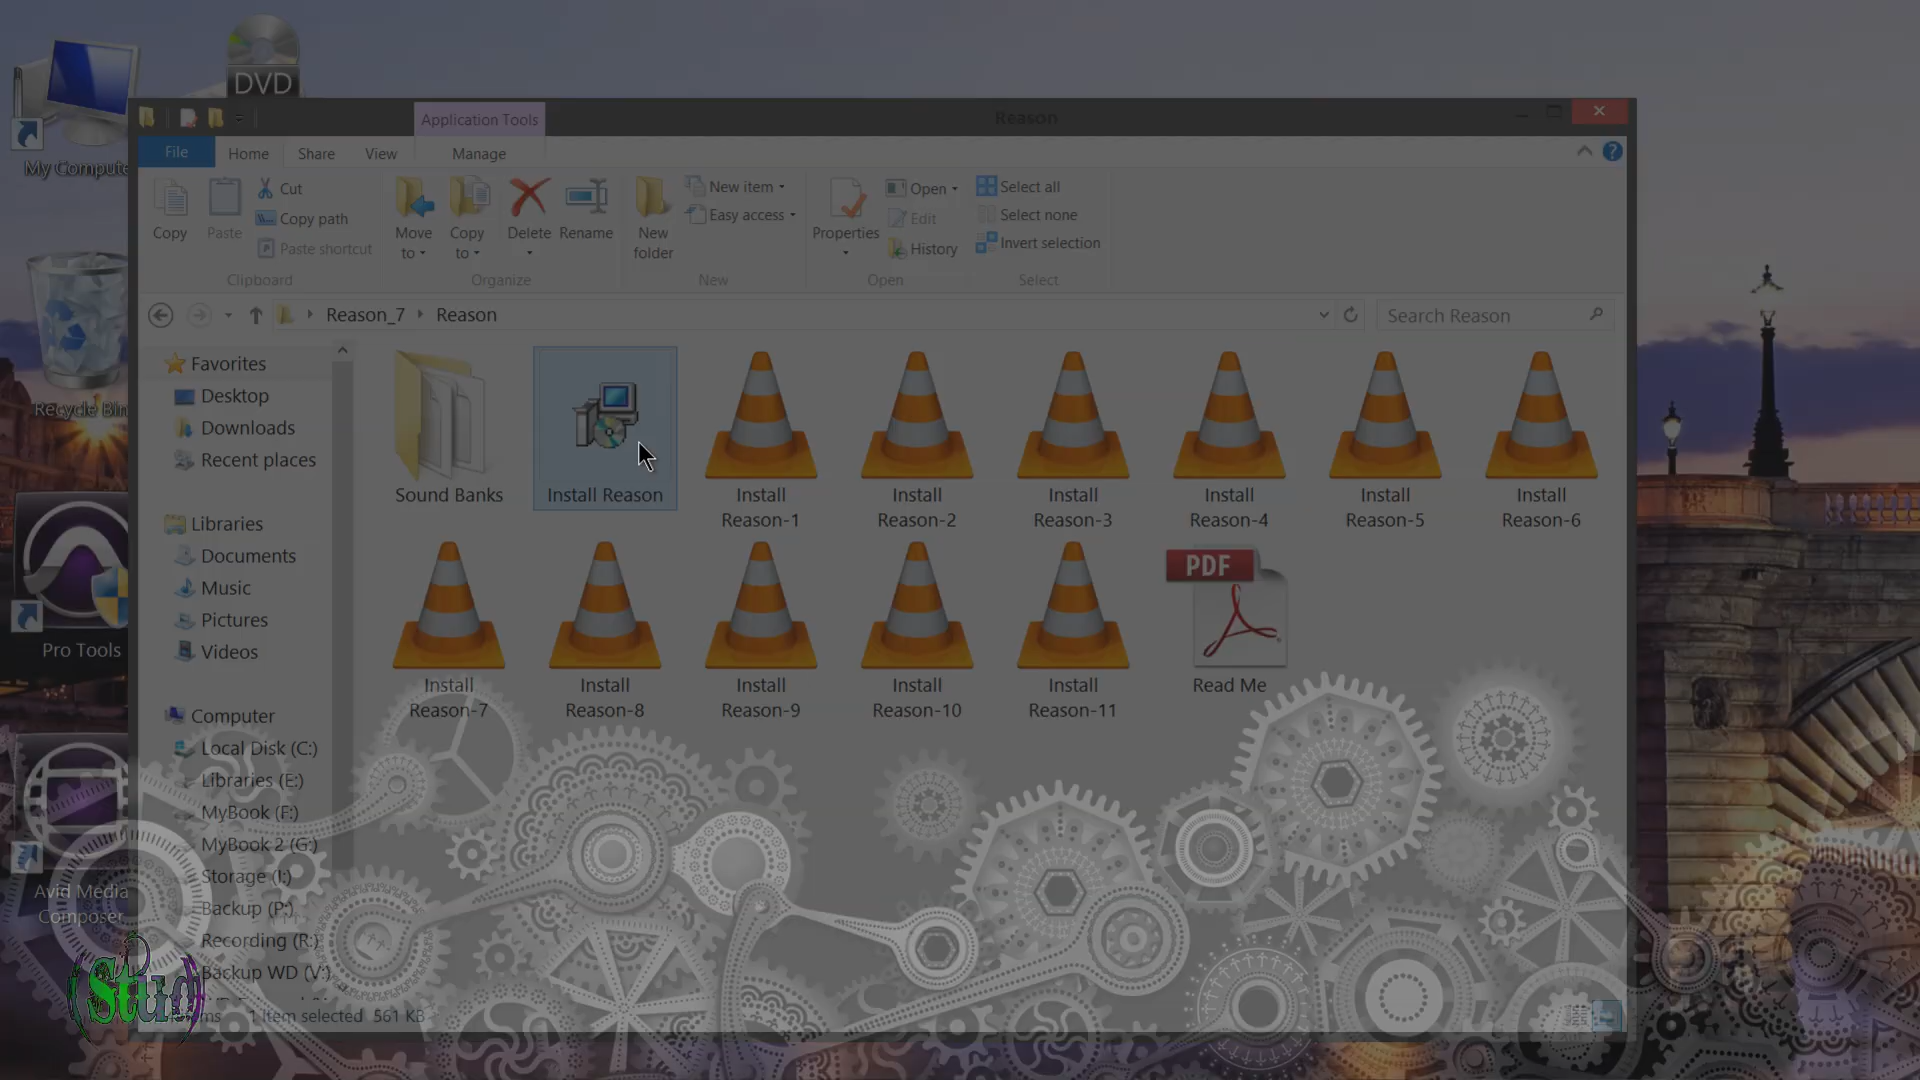 DVD
My Compute
Application Tools
Reason
File
Home
Share
View
Manage
Copy
Paste
Cut
Copy path
Paste shortcut
Clipboard
Move to
Copy to
Delete
Rename
Organize
New folder
New item
Easy access
New
Properties
Open
Edit
History
Open
Select all
Select none
Invert selection
Select
Reason_7
Reason
Search Reason
Recycle Bin
Pro Tools
Avid Media
Composer
Favorites
Desktop
Downloads
Recent places
Libraries
Documents
Music
Pictures
Videos
Computer
Local Disk (C:)
Libraries (E:)
MyBook (F:)
MyBook 2 (G:)
Storage (I:)
Backup (P:)
Recording (R:)
Backup WD (V:)
Sound Banks
Install Reason
Install
Reason-1
Install
Reason-2
Install
Reason-3
Install
Reason-4
Install
Reason-5
Install
Reason-6
Install
Reason-7
Install
Reason-8
Install
Reason-9
Install
Reason-10
Install
Reason-11
PDF
Read Me
1 item selected 561 KB